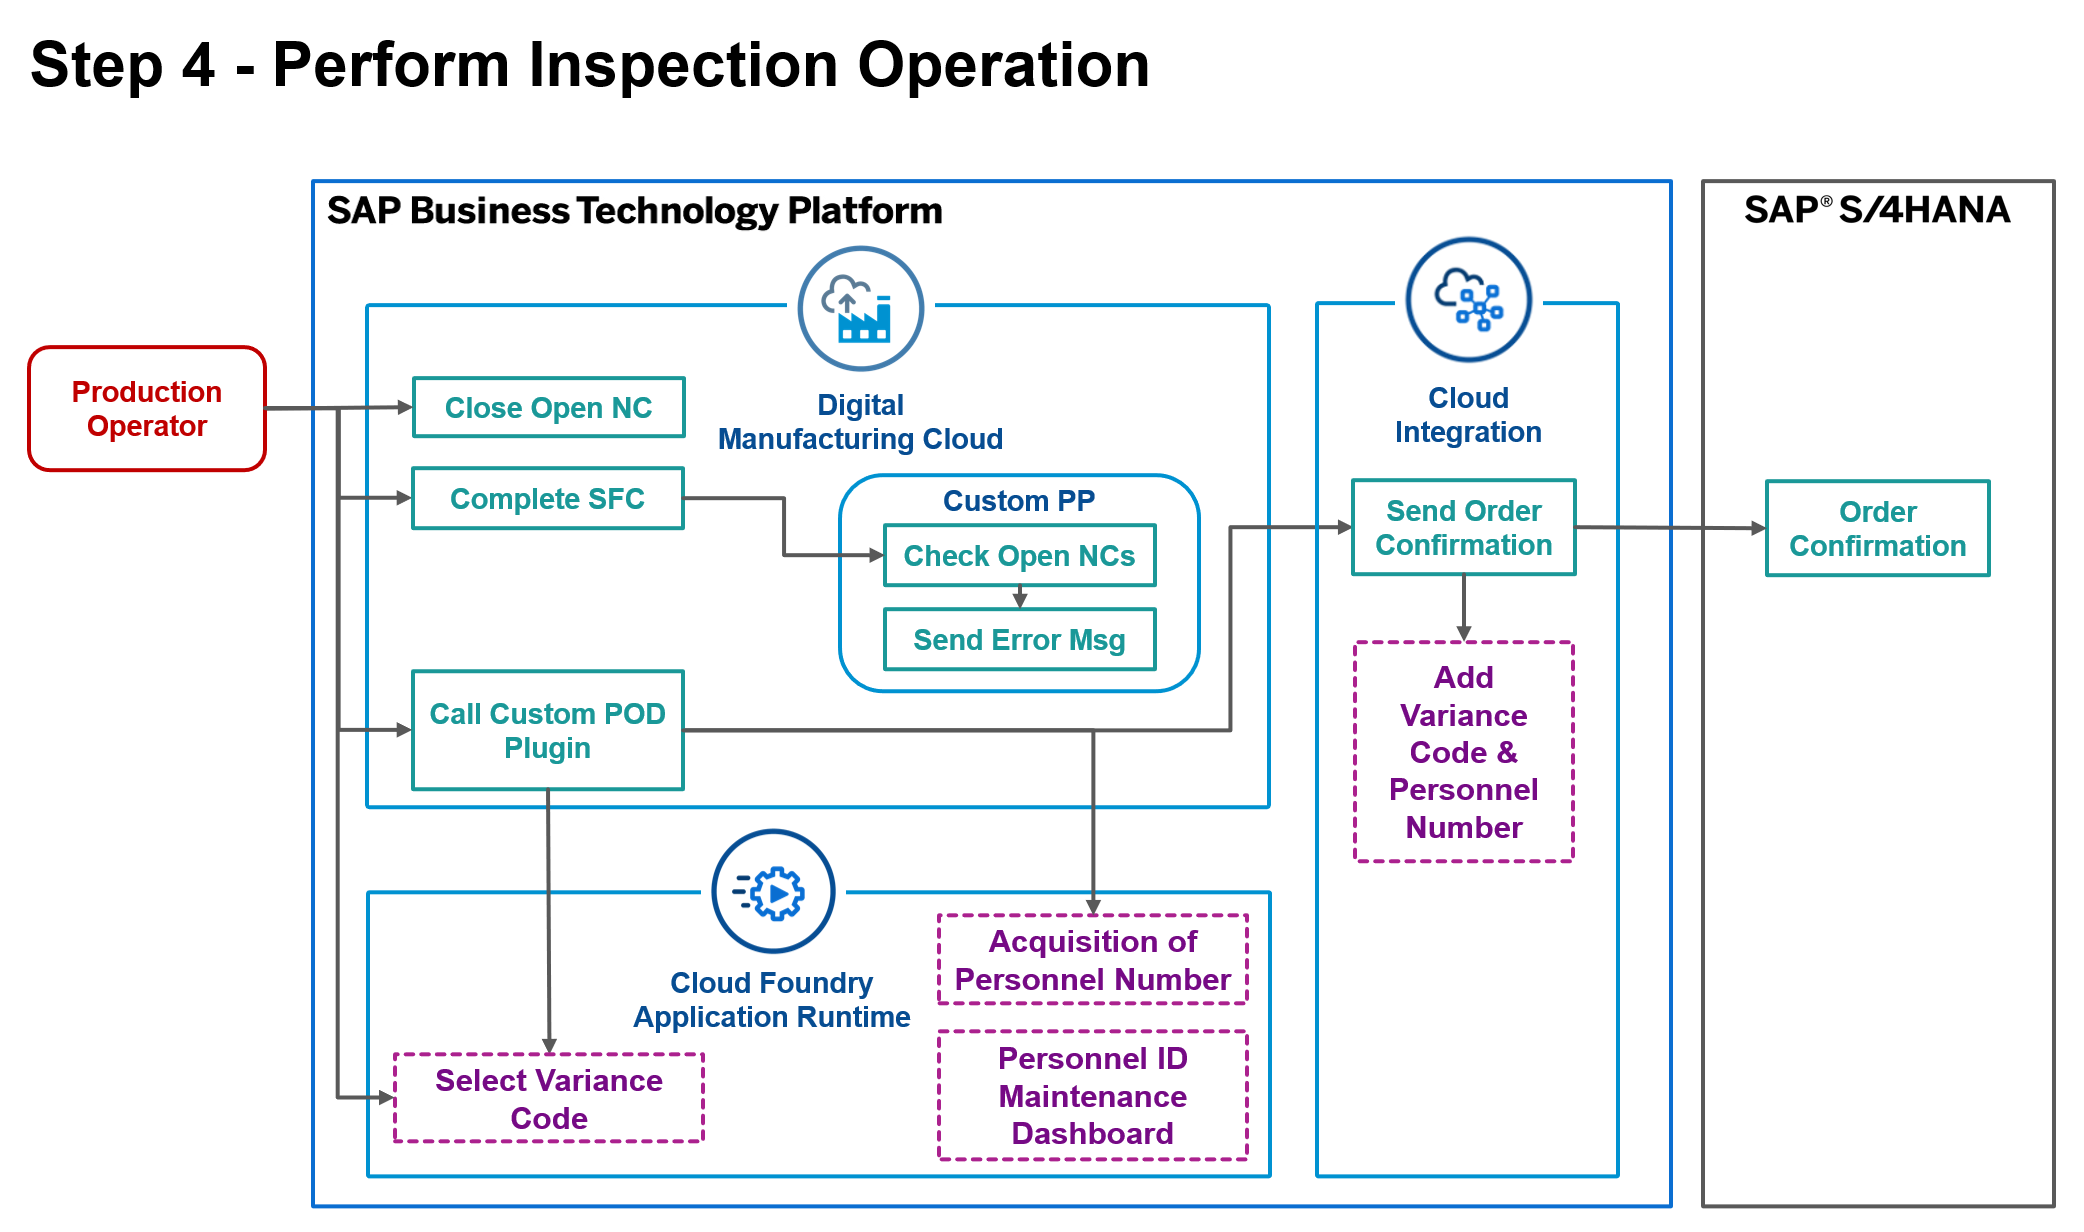 Step 4 - Perform Inspection Operation
SAP Business Technology Platform
SAP® S/4HANA
Production
Operator
Close Open NC
Digital
Manufacturing Cloud
Cloud
Integration
Complete SFC
Custom PP
Check Open NCs
Send Error Msg
Send Order
Confirmation
Order
Confirmation
Call Custom POD
Plugin
Add
Variance
Code &
Personnel
Number
Cloud Foundry
Application Runtime
Acquisition of
Personnel Number
Select Variance
Code
Personnel ID
Maintenance
Dashboard